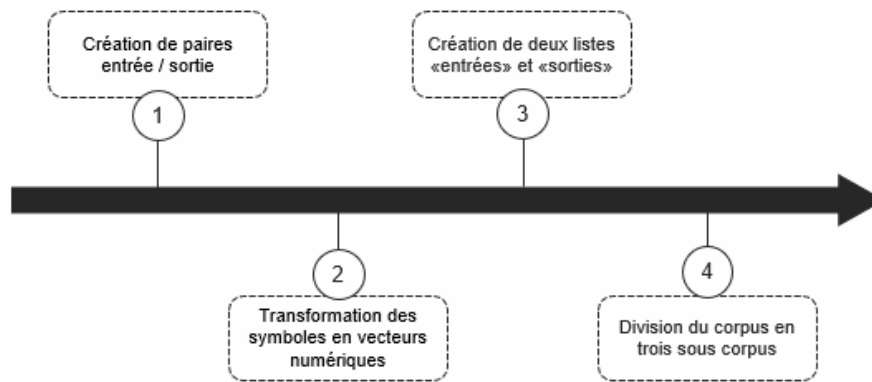 Création de paires
entrée / sortie
1
2
Transformation des
symboles en vecteurs
numériques
Création de deux listes
«entrées» et «sorties»
3
4
Division du corpus en
trois sous corpus